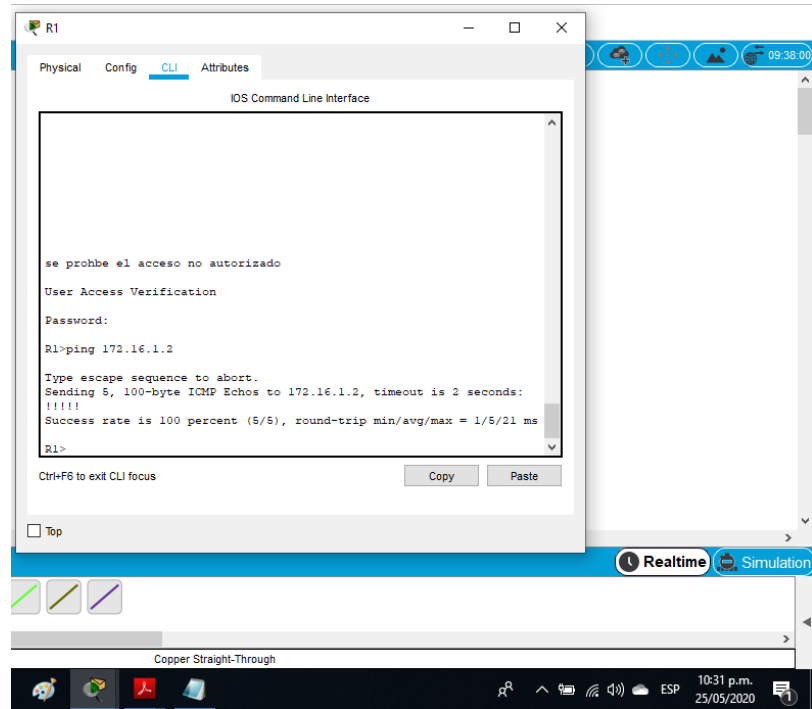 R1
Physical Config CLI Attributes
09:38:00
IOS Command Line Interface
se prohbe el acceso no autorizado
User Access Verification
Password:
R1>ping 172.16.1.2
Type escape sequence to abort.
Sending 5, 100-byte ICMP Echos to 172.16.1.2, timeout is 2 seconds:
!!!!!
Success rate is 100 percent (5/5), round-trip min/avg/max = 1/5/21 ms
R1>
Ctrl+F6 to exit CLI focus
Copy Paste
Top
Realtime Simulation
Copper Straight-Through
ESP
10:31 p.m.
25/05/2020
1